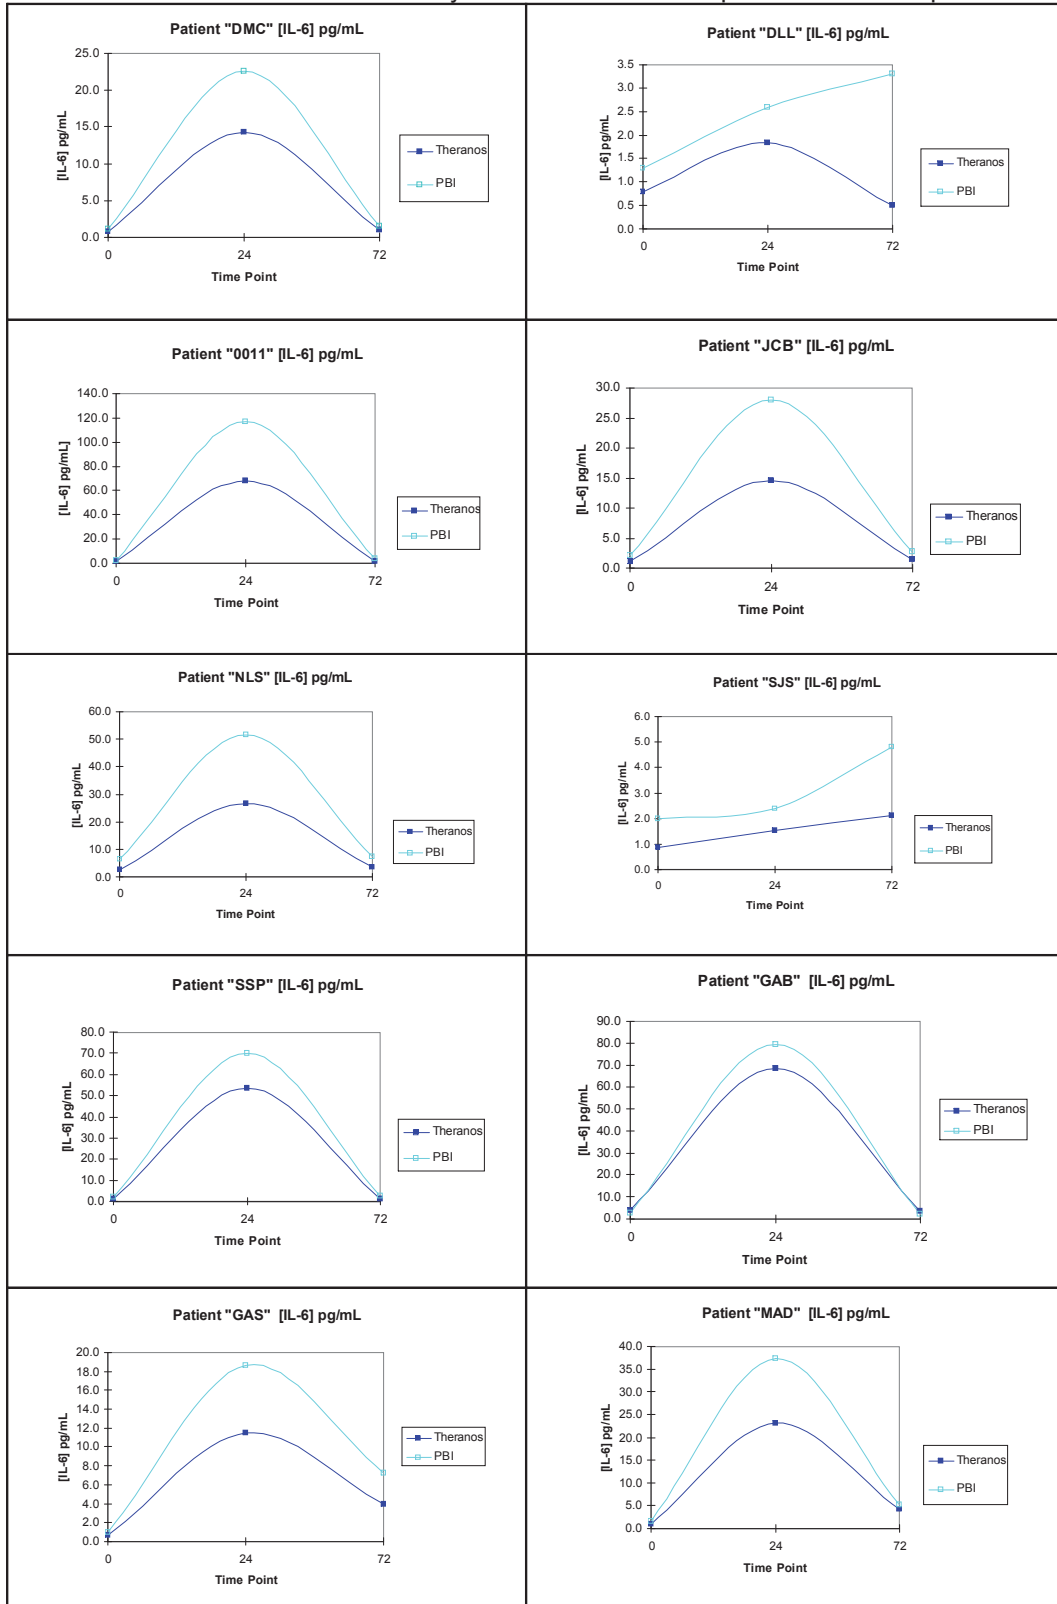 Patient "DMC" [IL-6] pg/mL
[IL-6] pg/mL
25.0
20.0
15.0
10.0
5.0
0.0
0 24 72
Time Point
Theranos
PBI
Patient "DLL" [IL-6] pg/mL
[IL-6] pg/mL
3.5
3.0
2.5
2.0
1.5
1.0
0.5
0.0
0 24 72
Time Point
Theranos
PBI
Patient "0011" [IL-6] pg/mL
[IL-6] pg/mL]
140.0
120.0
100.0
80.0
60.0
40.0
20.0
0.0
0 24 72
Time Point
Theranos
PBI
Patient "JCB" [IL-6] pg/mL
[IL-6] pg/mL
30.0
25.0
20.0
15.0
10.0
5.0
0.0
0 24 72
Time Point
Theranos
PBI
Patient "NLS" [IL-6] pg/mL
[IL-6] pg/mL
60.0
50.0
40.0
30.0
20.0
10.0
0.0
0 24 72
Time Point
Theranos
PBI
Patient "SJS" [IL-6] pg/mL
[IL-6] pg/mL
6.0
5.0
4.0
3.0
2.0
1.0
0.0
0 24 72
Time Point
Theranos
PBI
Patient "SSP" [IL-6] pg/mL
[IL-6] pg/mL
80.0
70.0
60.0
50.0
40.0
30.0
20.0
10.0
0.0
0 24 72
Time Point
Theranos
PBI
Patient "GAB" [IL-6] pg/mL
[IL-6] pg/mL
90.0
80.0
70.0
60.0
50.0
40.0
30.0
20.0
10.0
0.0
0 24 72
Time Point
Theranos
PBI
Patient "GAS" [IL-6] pg/mL
[IL-6] pg/mL
20.0
18.0
16.0
14.0
12.0
10.0
8.0
6.0
4.0
2.0
0.0
0 24 72
Time Point
Theranos
PBI
Patient "MAD" [IL-6] pg/mL
[IL-6] pg/mL
40.0
35.0
30.0
25.0
20.0
15.0
10.0
5.0
0.0
0 24 72
Time Point
Theranos
PBI